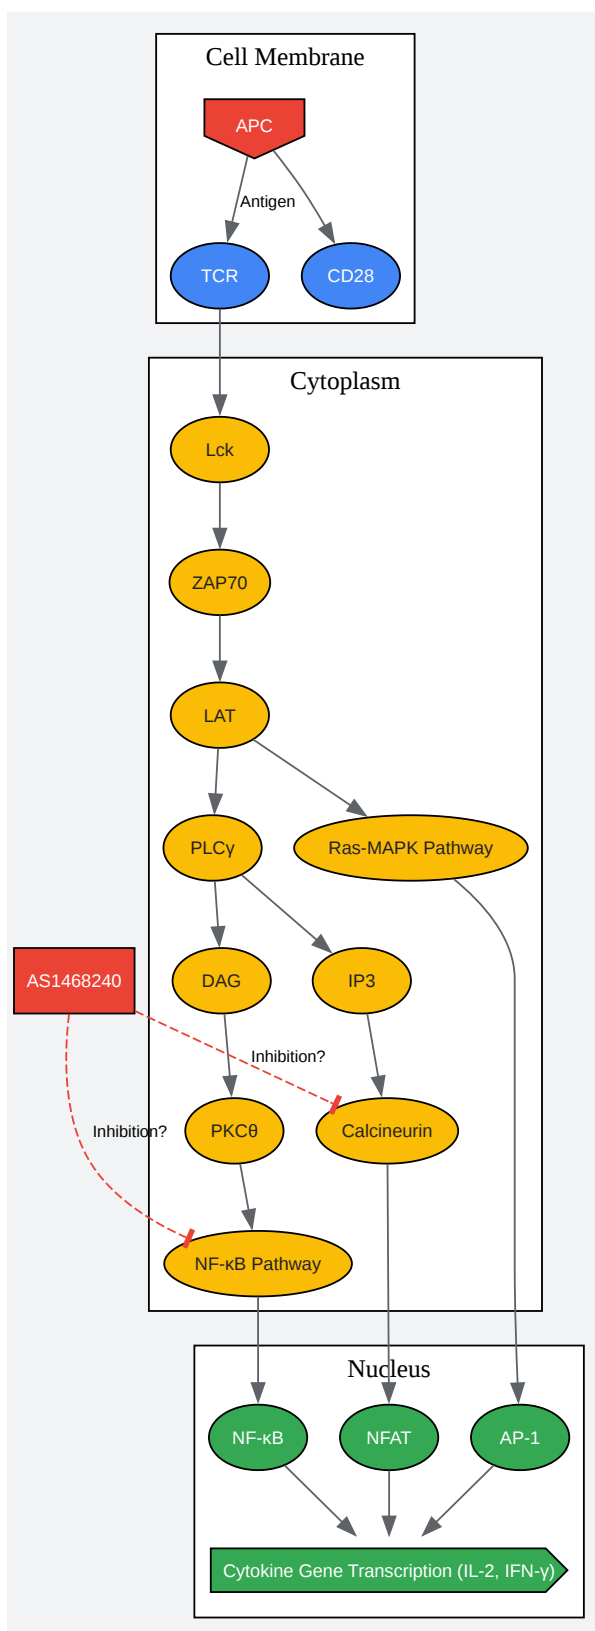 Cell Membrane
APC
Antigen
TCR
CD28
Cytoplasm
Lck
ZAP70
LAT
PLCγ
Ras-MAPK Pathway
AS1468240
DAG
IP3
Inhibition?
Inhibition?
PKCθ
Calcineurin
NF-κB Pathway
Nucleus
NF-κB
NFAT
AP-1
Cytokine Gene Transcription (IL-2, IFN-γ)